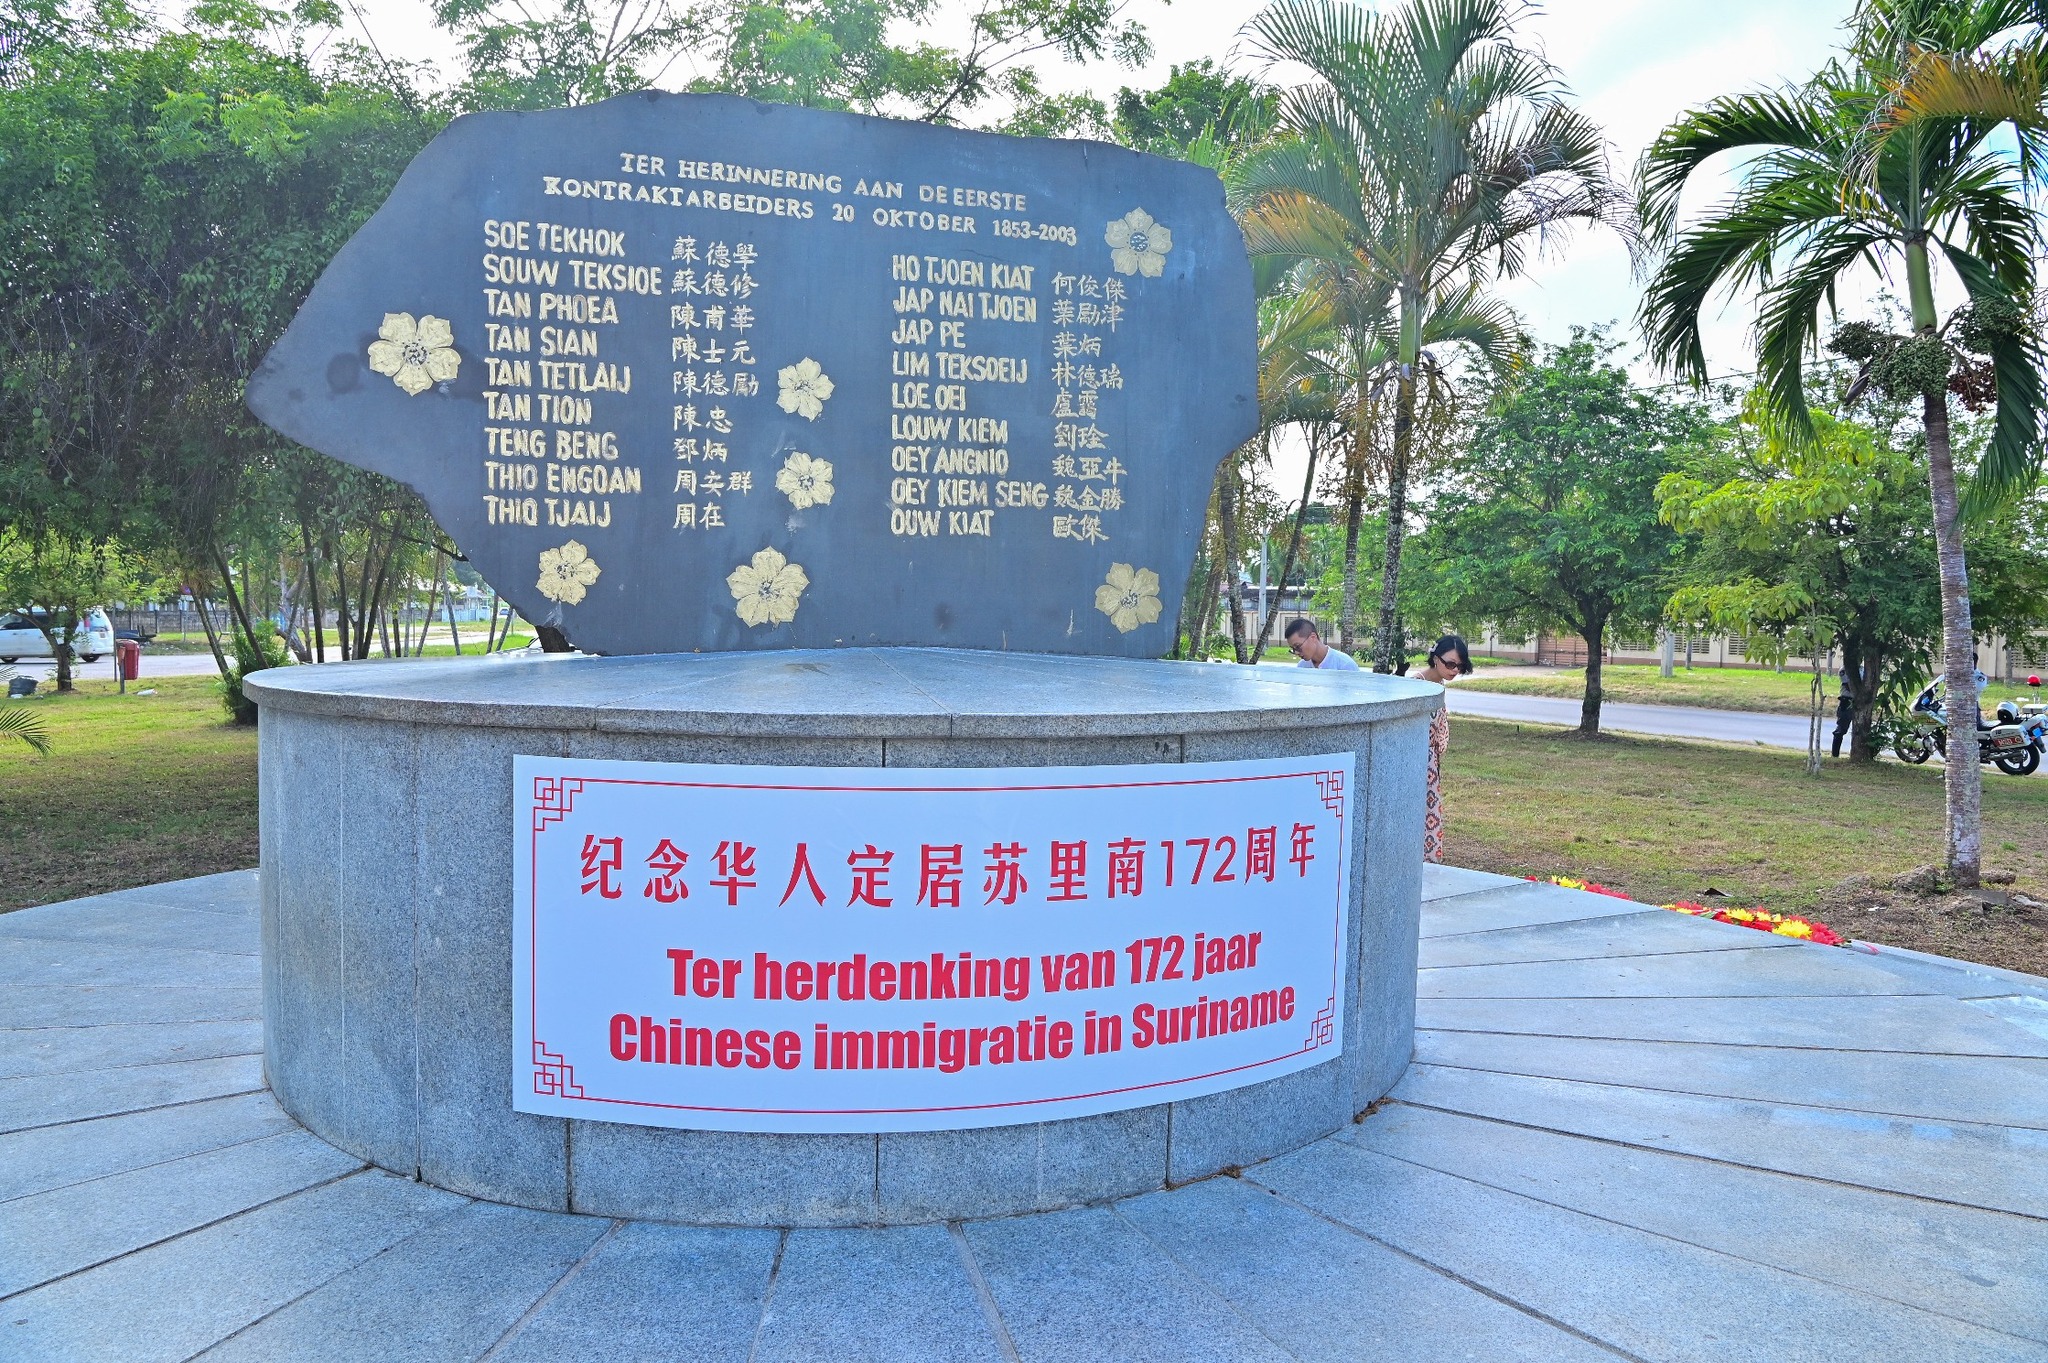 TER HERINNERING AAN DE EERSTE
KONTRAKTARBEIDERS 20 OKTOBER 1853-2003
SOE TEKHOK 蘇德學
SOUW TEKSIOE 蘇德修
TAN PHOEA 陳甫華
TAN SIAN 陳士元
TAN TETLAIJ 陳德勵
TAN TION 陳忠
TENG BENG 鄧炳
THIO ENGOAN 周安群
THIO TJAIJ 周在
HO TJOEN KIAT 何俊傑
JAP NAI TJOEN 葉勵津
JAP PE 葉炳
LIM TEKSOEIJ 林德瑞
LOE OEI 盧靄
LOUW KIEM 劉琻
OEY ANGNIO 魏亞牛
OEY KIEM SENG 魏金勝
OUW KIAT 歐傑
纪念华人定居苏里南172周年
Ter herdenking van 172 jaar
Chinese immigratie in Suriname